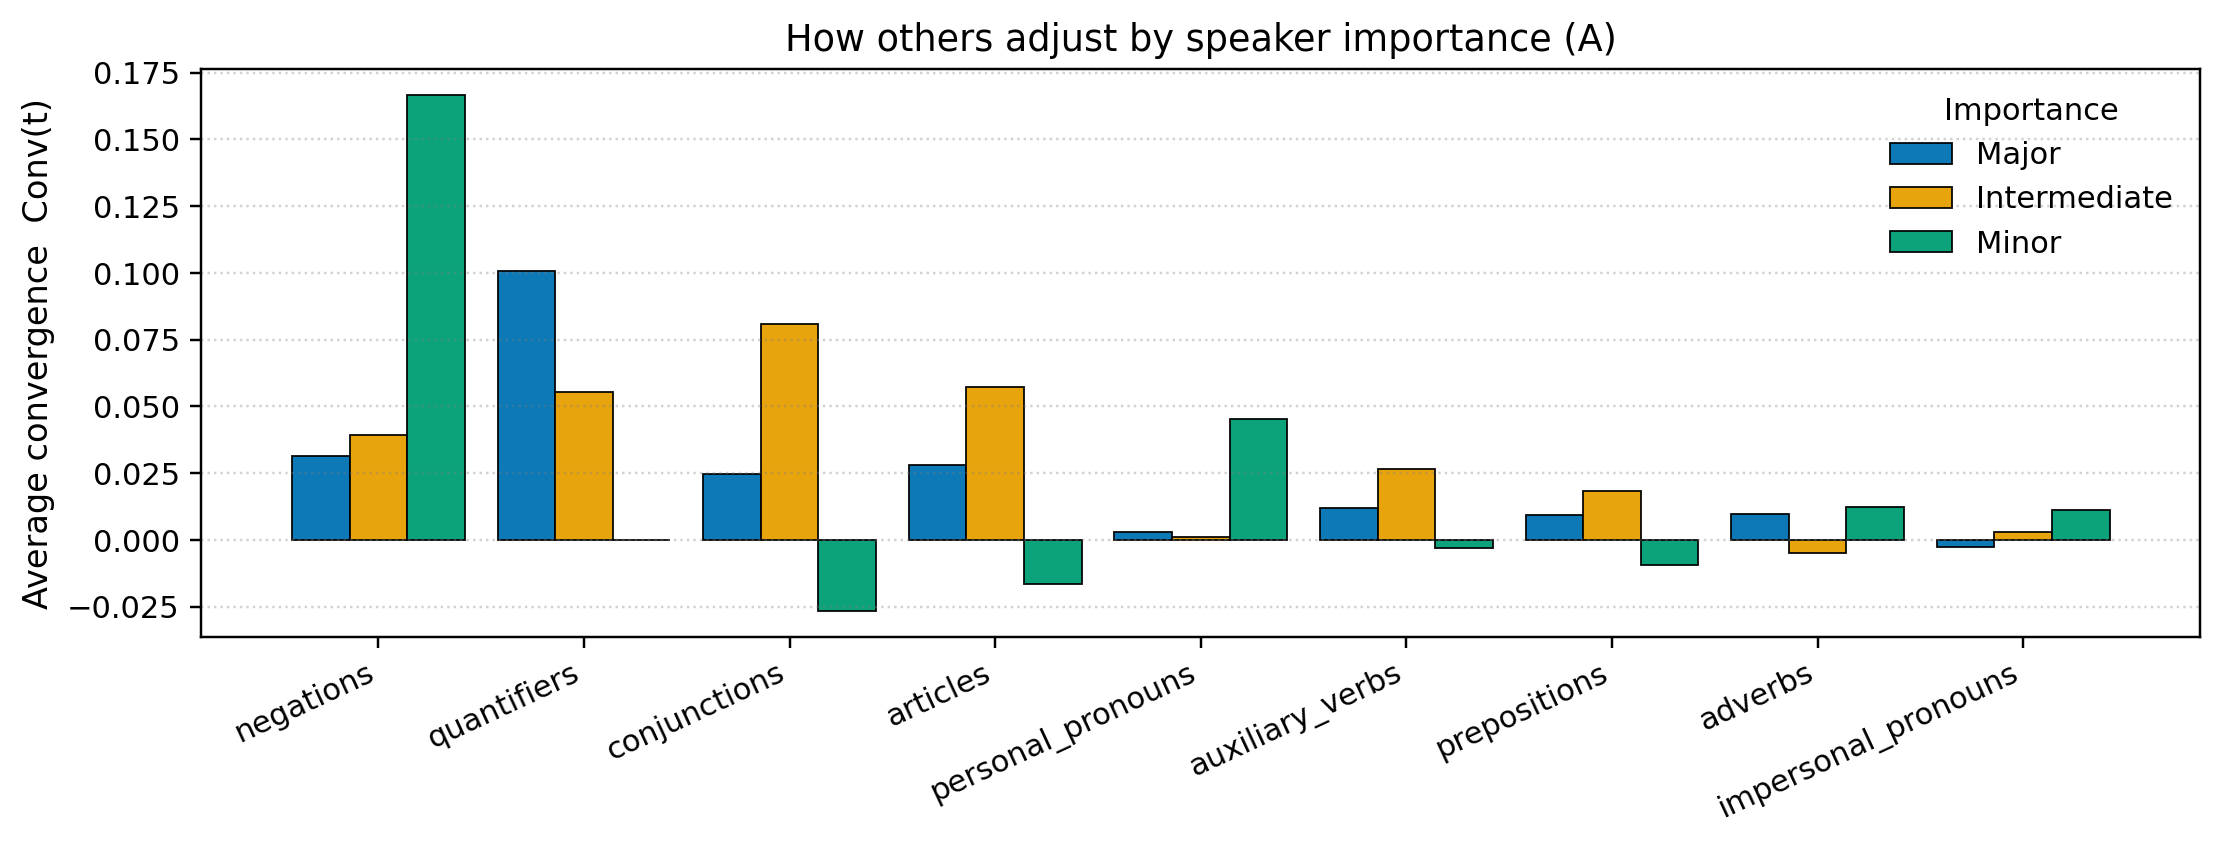 How others adjust by speaker importance (A)
Average convergence  Conv(t)
0.175
0.150
0.125
0.100
0.075
0.050
0.025
0.000
−0.025
Importance
Major
Intermediate
Minor
negations
quantifiers
conjunctions
articles
personal_pronouns
auxiliary_verbs
prepositions
adverbs
impersonal_pronouns